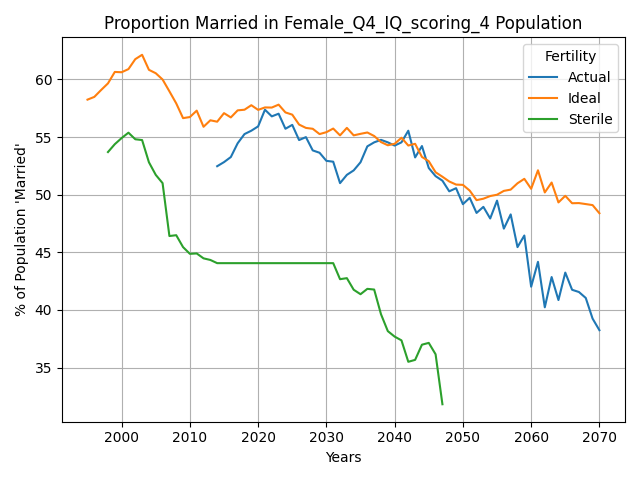 Proportion Married in Female_Q4_IQ_scoring_4 Population
Fertility
Actual
Ideal
Sterile
% of Population 'Married'
60
55
50
45
40
35
2000
2010
2020
2030
2040
2050
2060
2070
Years